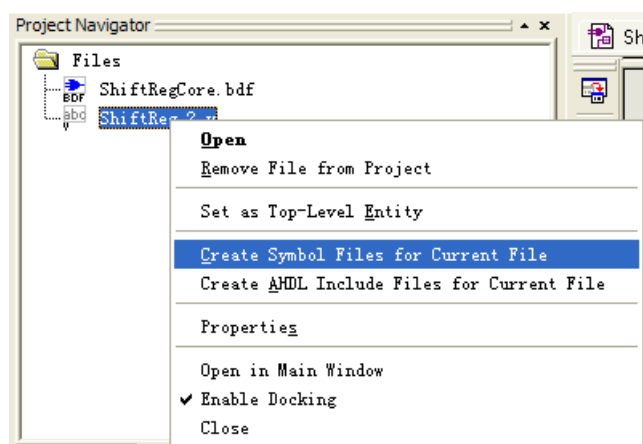 Project Navigator
Sh
Files
BDF
ShiftRegCore.bdf
abc
ShiftReg_2.v
Open
Remove File from Project
Set as Top-Level Entity
Create Symbol Files for Current File
Create AHDL Include Files for Current File
Properties
Open in Main Window
Enable Docking
Close